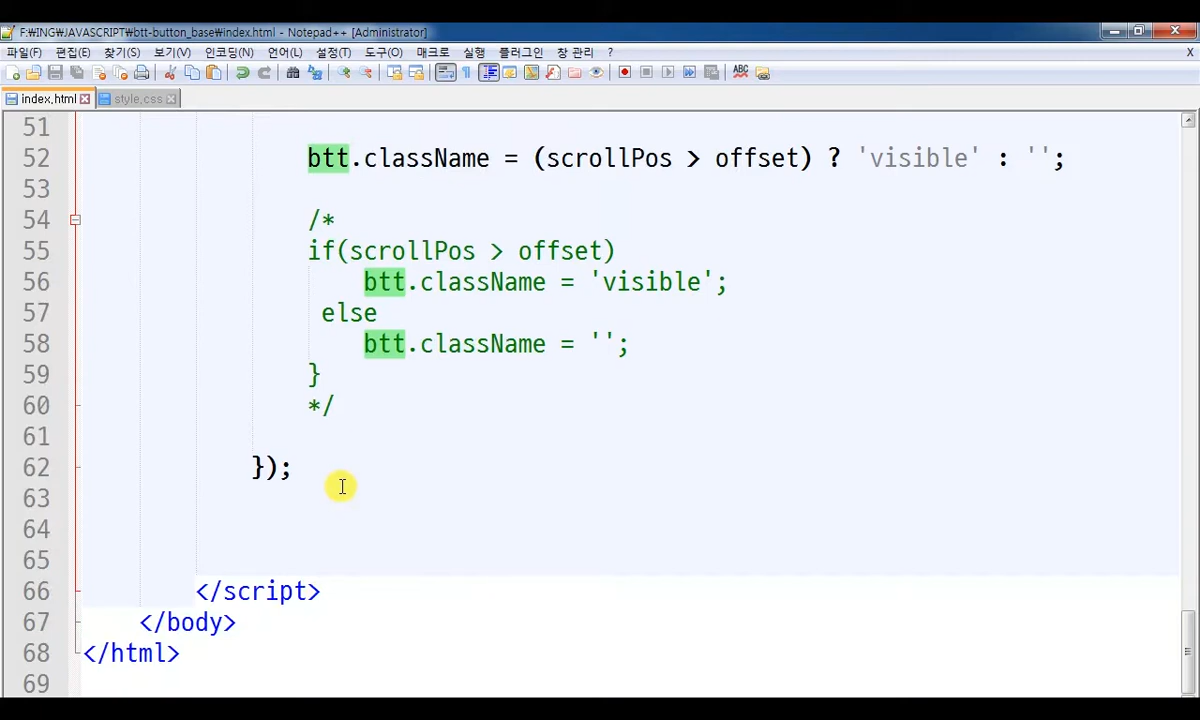 F:￦ING￦JAVASCRIPT￦btt-button_base￦index.html - Notepad++ [Administrator]
파일(F) 편집(E) 찾기(S) 보기(V) 인코딩(N) 언어(L) 설정(T) 도구(O) 매크로 실행 플러그인 창 관리 ? X
ABC
index.html style.css
51
52 btt.className = (scrollPos > offset) ? 'visible' : '';
53
54 /*
55 if(scrollPos > offset)
56 btt.className = 'visible';
57 else
58 btt.className = '';
59 }
60 */
61
62 });
63
64
65
66 </script>
67 </body>
68 </html>
69